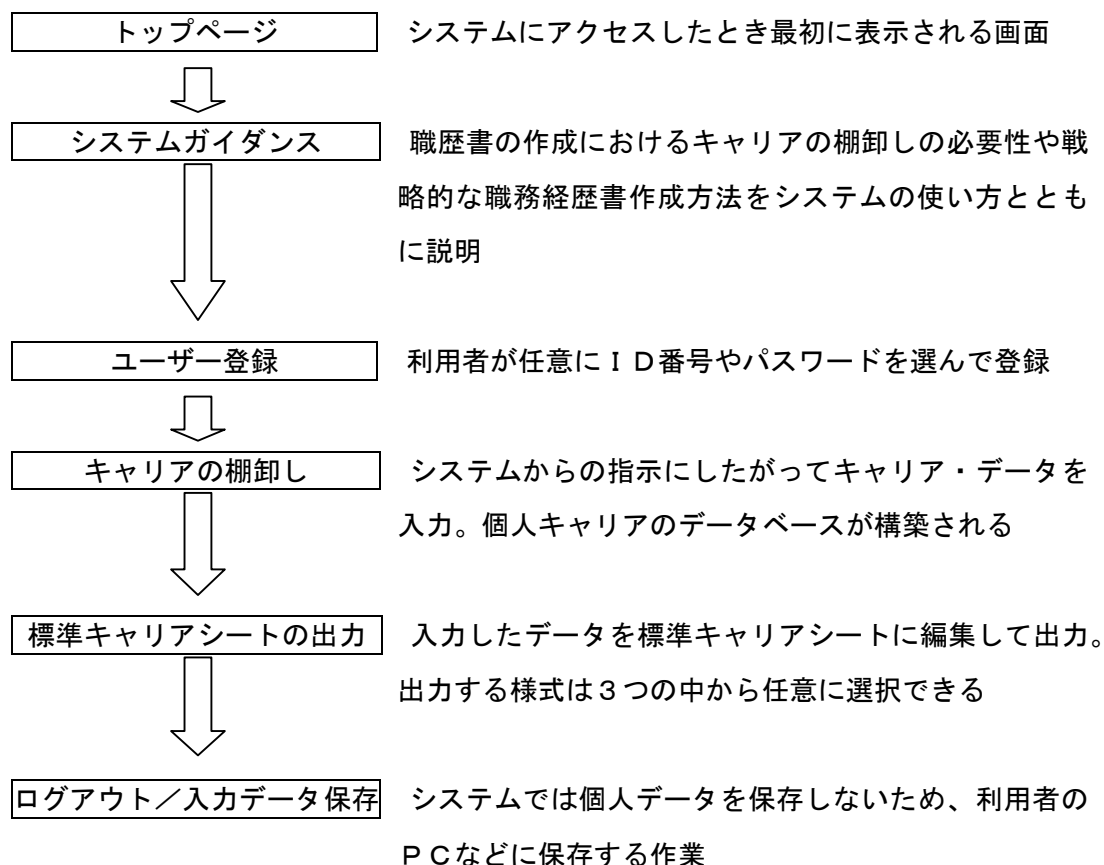 トップページ
システムにアクセスしたとき最初に表示される画面
システムガイダンス
職歴書の作成におけるキャリアの棚卸しの必要性や戦
略的な職務経歴書作成方法をシステムの使い方ととも
に説明
ユーザー登録
利用者が任意にＩＤ番号やパスワードを選んで登録
キャリアの棚卸し
システムからの指示にしたがってキャリア・データを
入力。個人キャリアのデータベースが構築される
標準キャリアシートの出力
入力したデータを標準キャリアシートに編集して出力。
出力する様式は３つの中から任意に選択できる
ログアウト／入力データ保存
システムでは個人データを保存しないため、利用者の
ＰＣなどに保存する作業